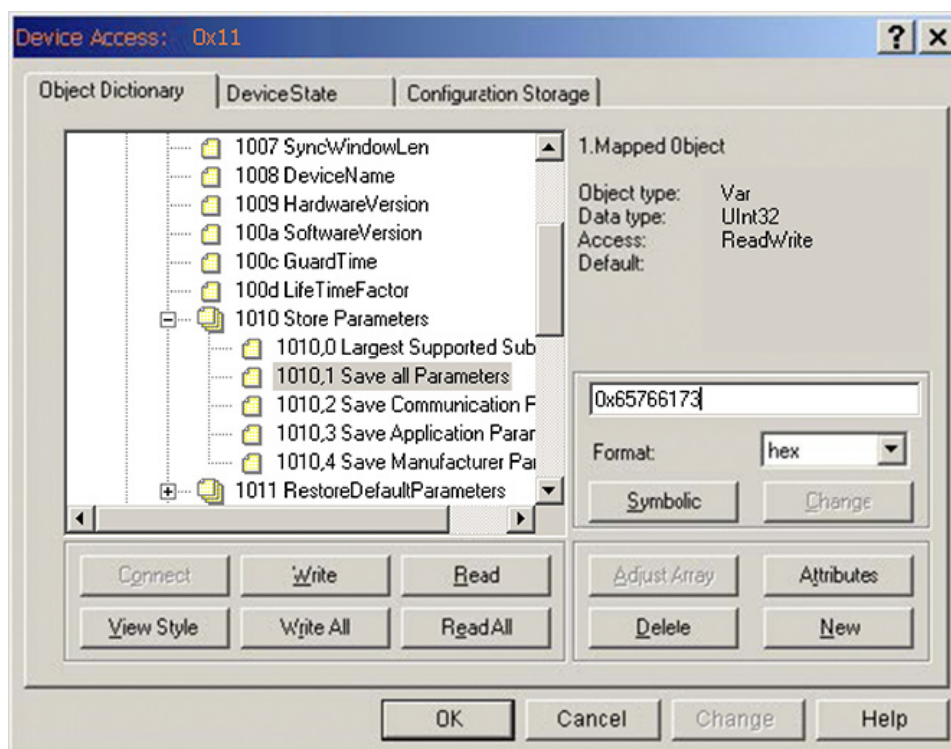 Device Access: 0x11
? ×
Object Dictionary DeviceState Configuration Storage
1007 SyncWindowLen
1008 DeviceName
1009 HardwareVersion
100a SoftwareVersion
100c GuardTime
100d LifeTimeFactor
1010 Store Parameters
1010,0 Largest Supported Sub
1010,1 Save all Parameters
1010,2 Save Communication F
1010,3 Save Application Parar
1010,4 Save Manufacturer Pai
1011 RestoreDefaultParameters
1.Mapped Object
Object type: Var
Data type: UInt32
Access: ReadWrite
Default:
0x65766173
Format: hex
Symbolic Change
Connect Write Read
View Style Write All ReadAll
Adjust Array Attributes
Delele New
OK Cancel Change Help